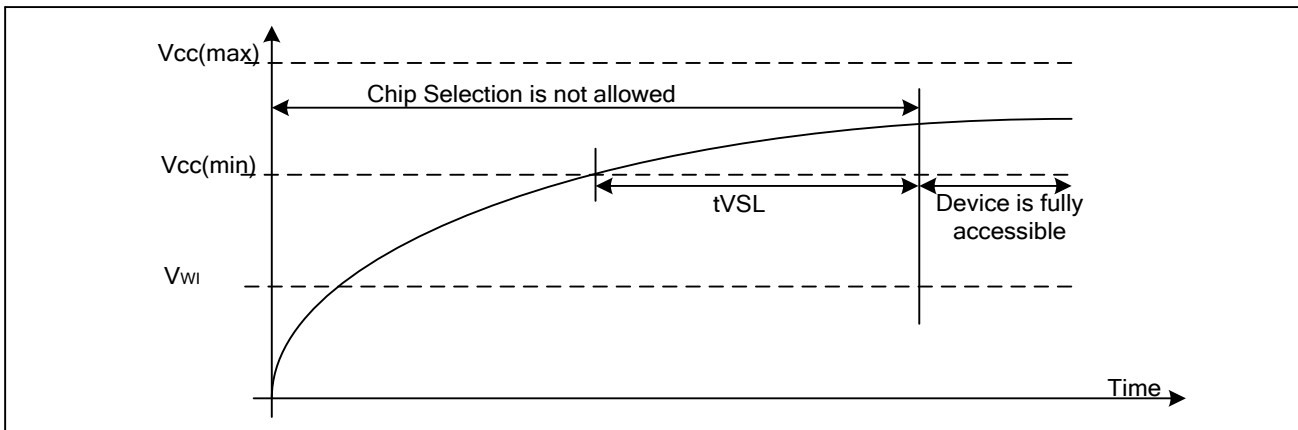 Vcc(max)
Chip Selection is not allowed
Vcc(min)
tVSL
Device is fully
accessible
VWI
Time